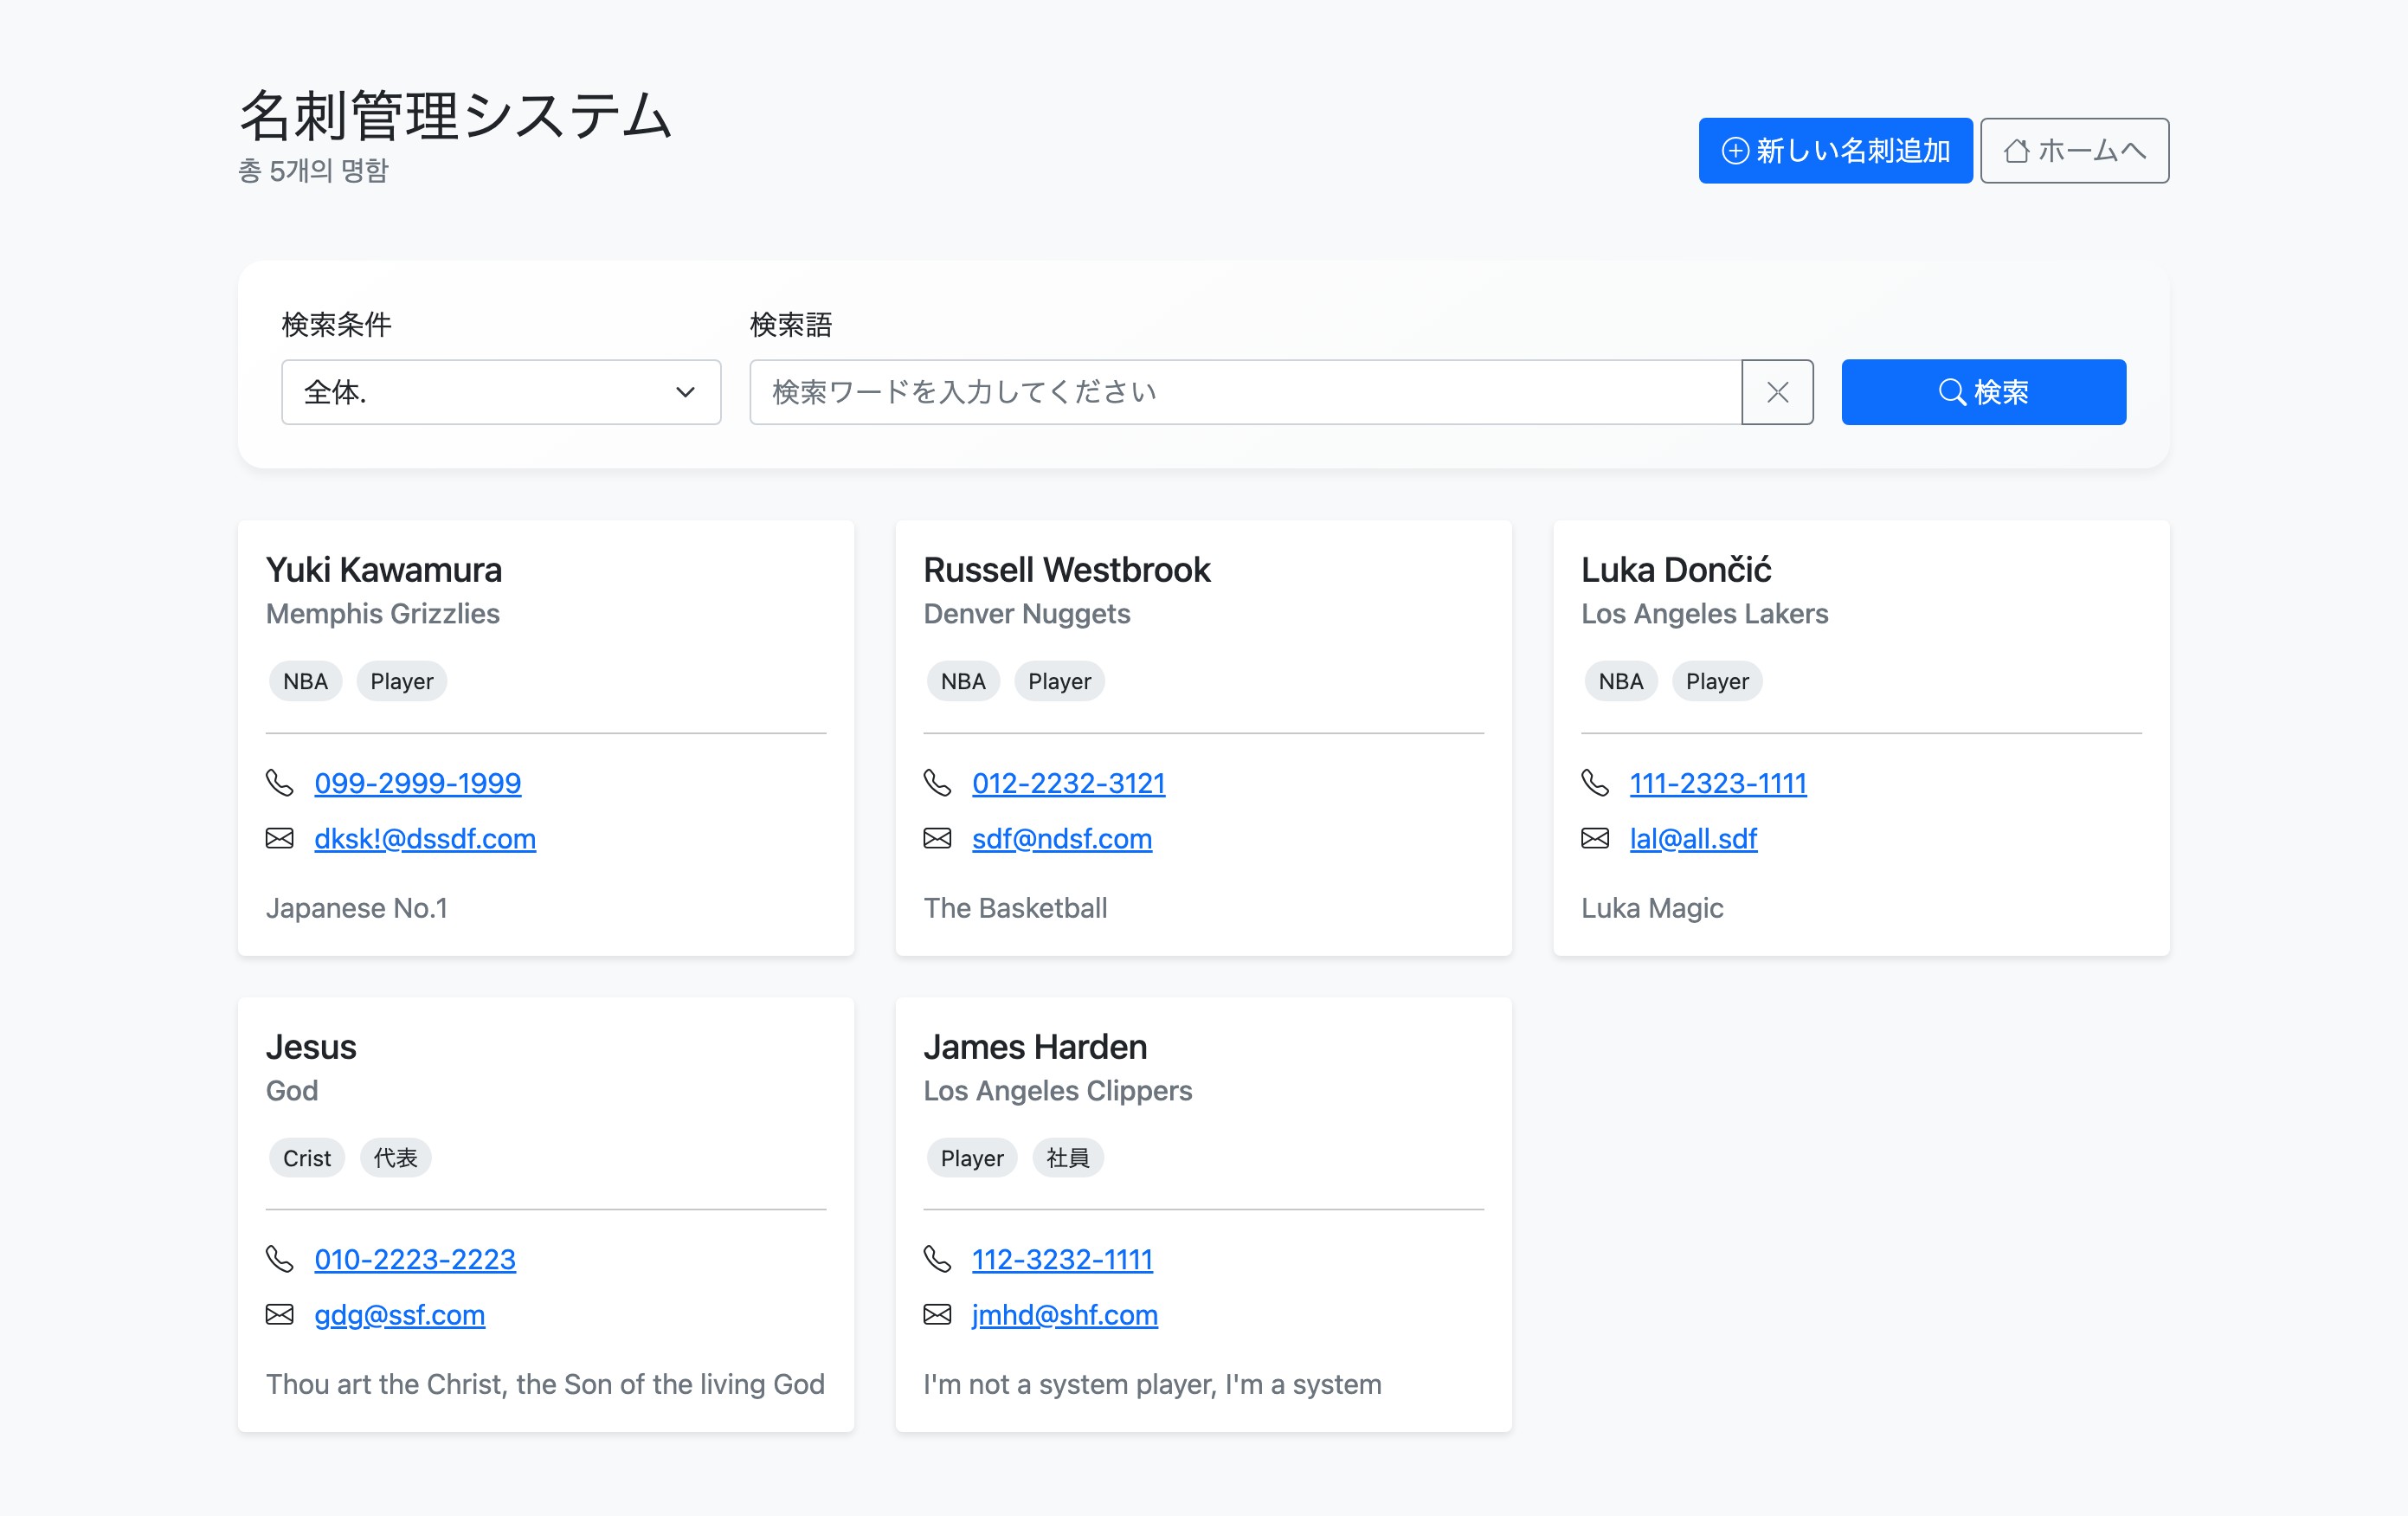 名刺管理システム
총 5개의 명함
新しい名刺追加 ホームへ
検索条件 検索語
全体. 検索ワードを入力してください 検索
Yuki Kawamura
Memphis Grizzlies
NBA Player
099-2999-1999
dksk!@dssdf.com
Japanese No.1
Russell Westbrook
Denver Nuggets
NBA Player
012-2232-3121
sdf@ndsf.com
The Basketball
Luka Dončić
Los Angeles Lakers
NBA Player
111-2323-1111
lal@all.sdf
Luka Magic
Jesus
God
Crist 代表
010-2223-2223
gdg@ssf.com
Thou art the Christ, the Son of the living God
James Harden
Los Angeles Clippers
Player 社員
112-3232-1111
jmhd@shf.com
I'm not a system player, I'm a system